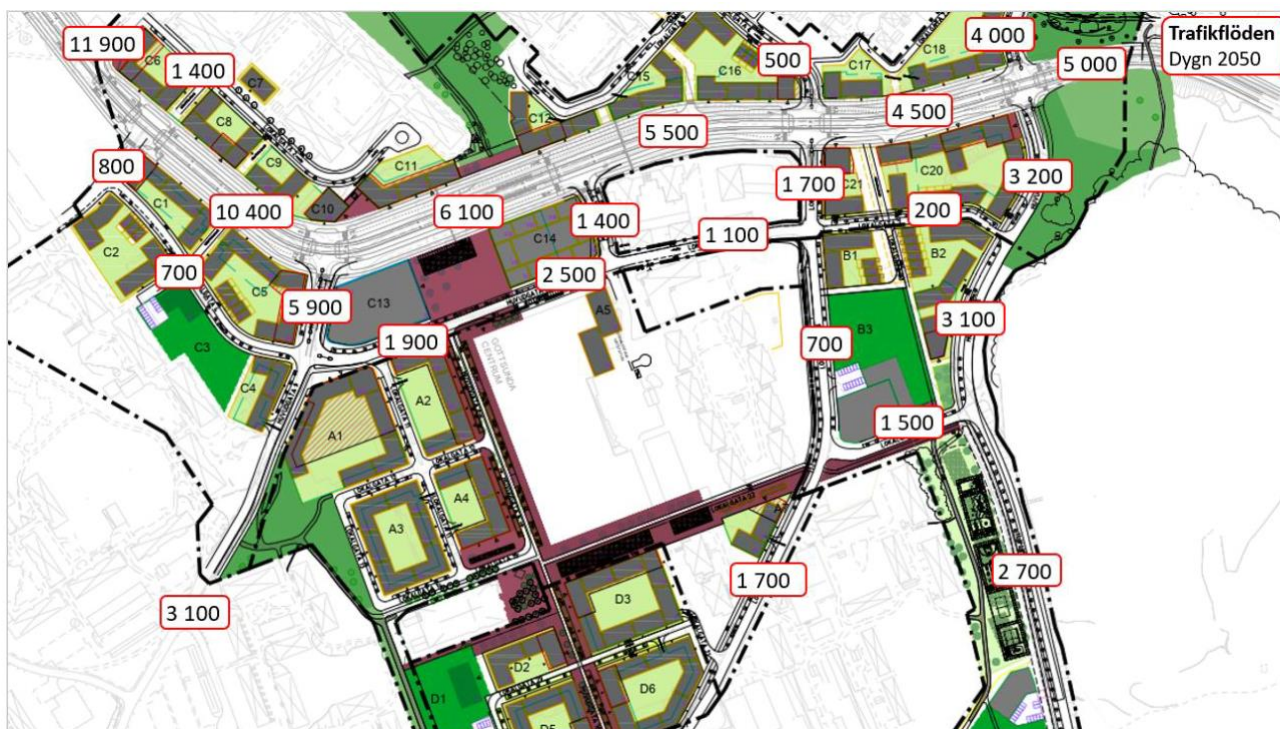 Trafikflöden
Dygn 2050
11 900
C6
1 400
C7
C8
500
4 000
C18
C17
5 000
C16
C15
C12
4 500
5 500
C9
C11
800
C1
10 400
C10
6 100
1 700
C21
C20
3 200
200
C2
700
C5
C14
1 400
1 100
2 500
B1
B2
5 900
C13
C3
A5
3 100
1 900
GOTTSUNDA
CENTRUM
700
B3
C4
A2
A1
1 500
A4
A3
1 700
2 700
3 100
D3
D2
D6
D1
D5